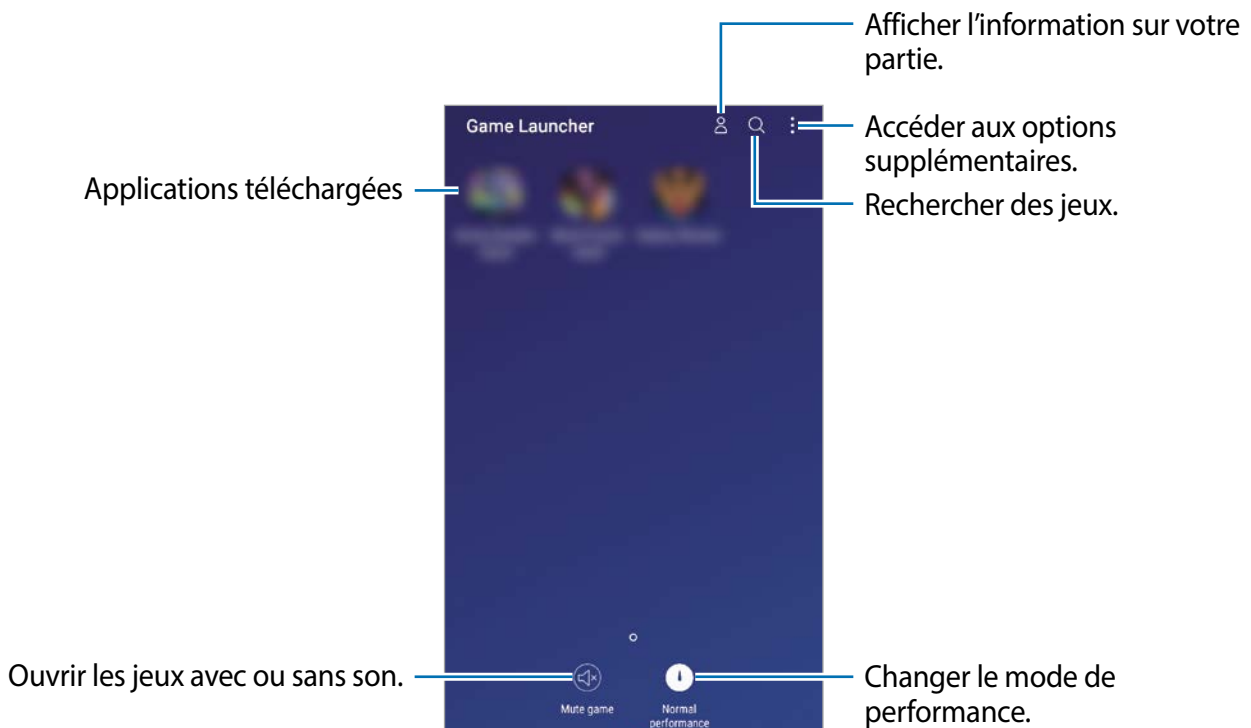 Afficher l'information sur votre
partie.
Game Launcher
Accéder aux options
supplémentaires.
Applications téléchargées
Rechercher des jeux.
Ouvrir les jeux avec ou sans son.
Mute game
Normal
performance
Changer le mode de
performance.